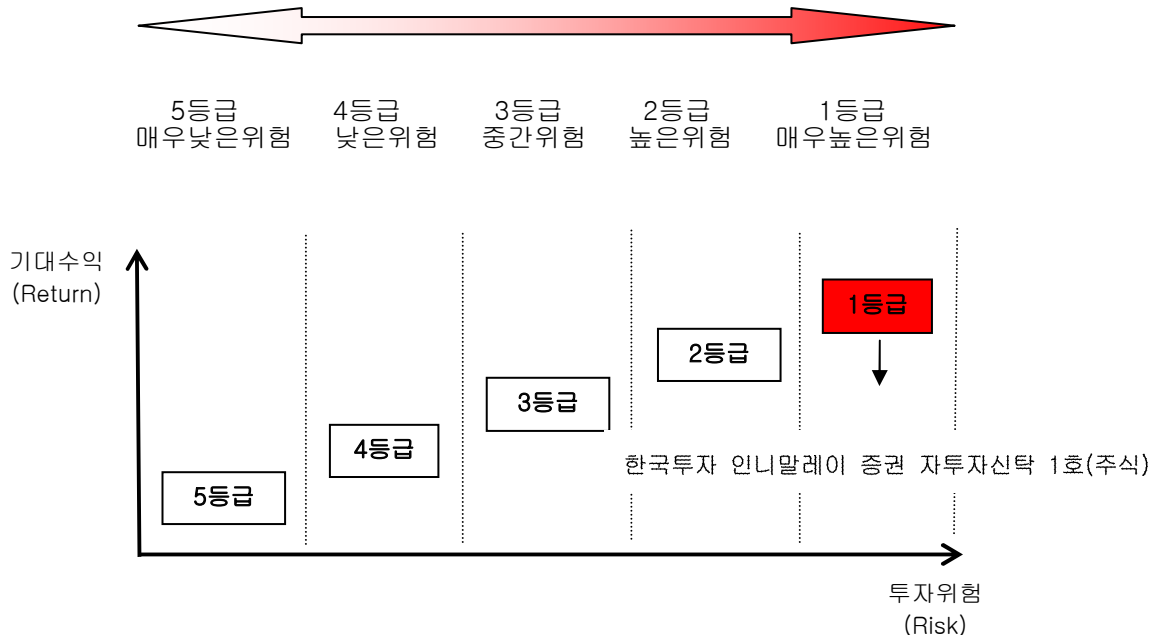 5등급 4등급 3등급 2등급 1등급
매우낮은위험 낮은위험 중간위험 높은위험 매우높은위험
기대수익
(Return)
1등급
2등급
3등급
4등급
한국투자 인니말레이 증권 자투자신탁 1호(주식)
5등급
투자위험
(Risk)